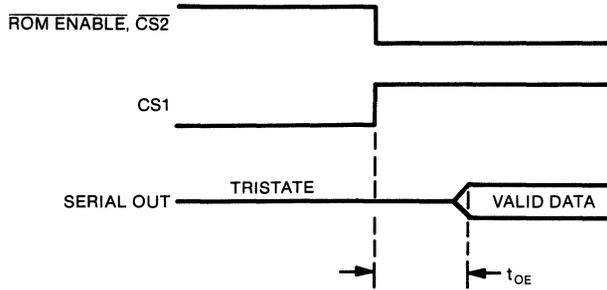 ROM ENABLE, CS2
CS1
SERIAL OUT
TRISTATE
VALID DATA
tOE